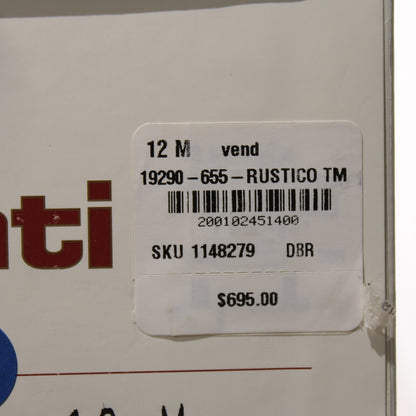 12 M vend
19290-655-RUSTICO TM
200102451400
SKU 1148279 DBR
$695.00
nti